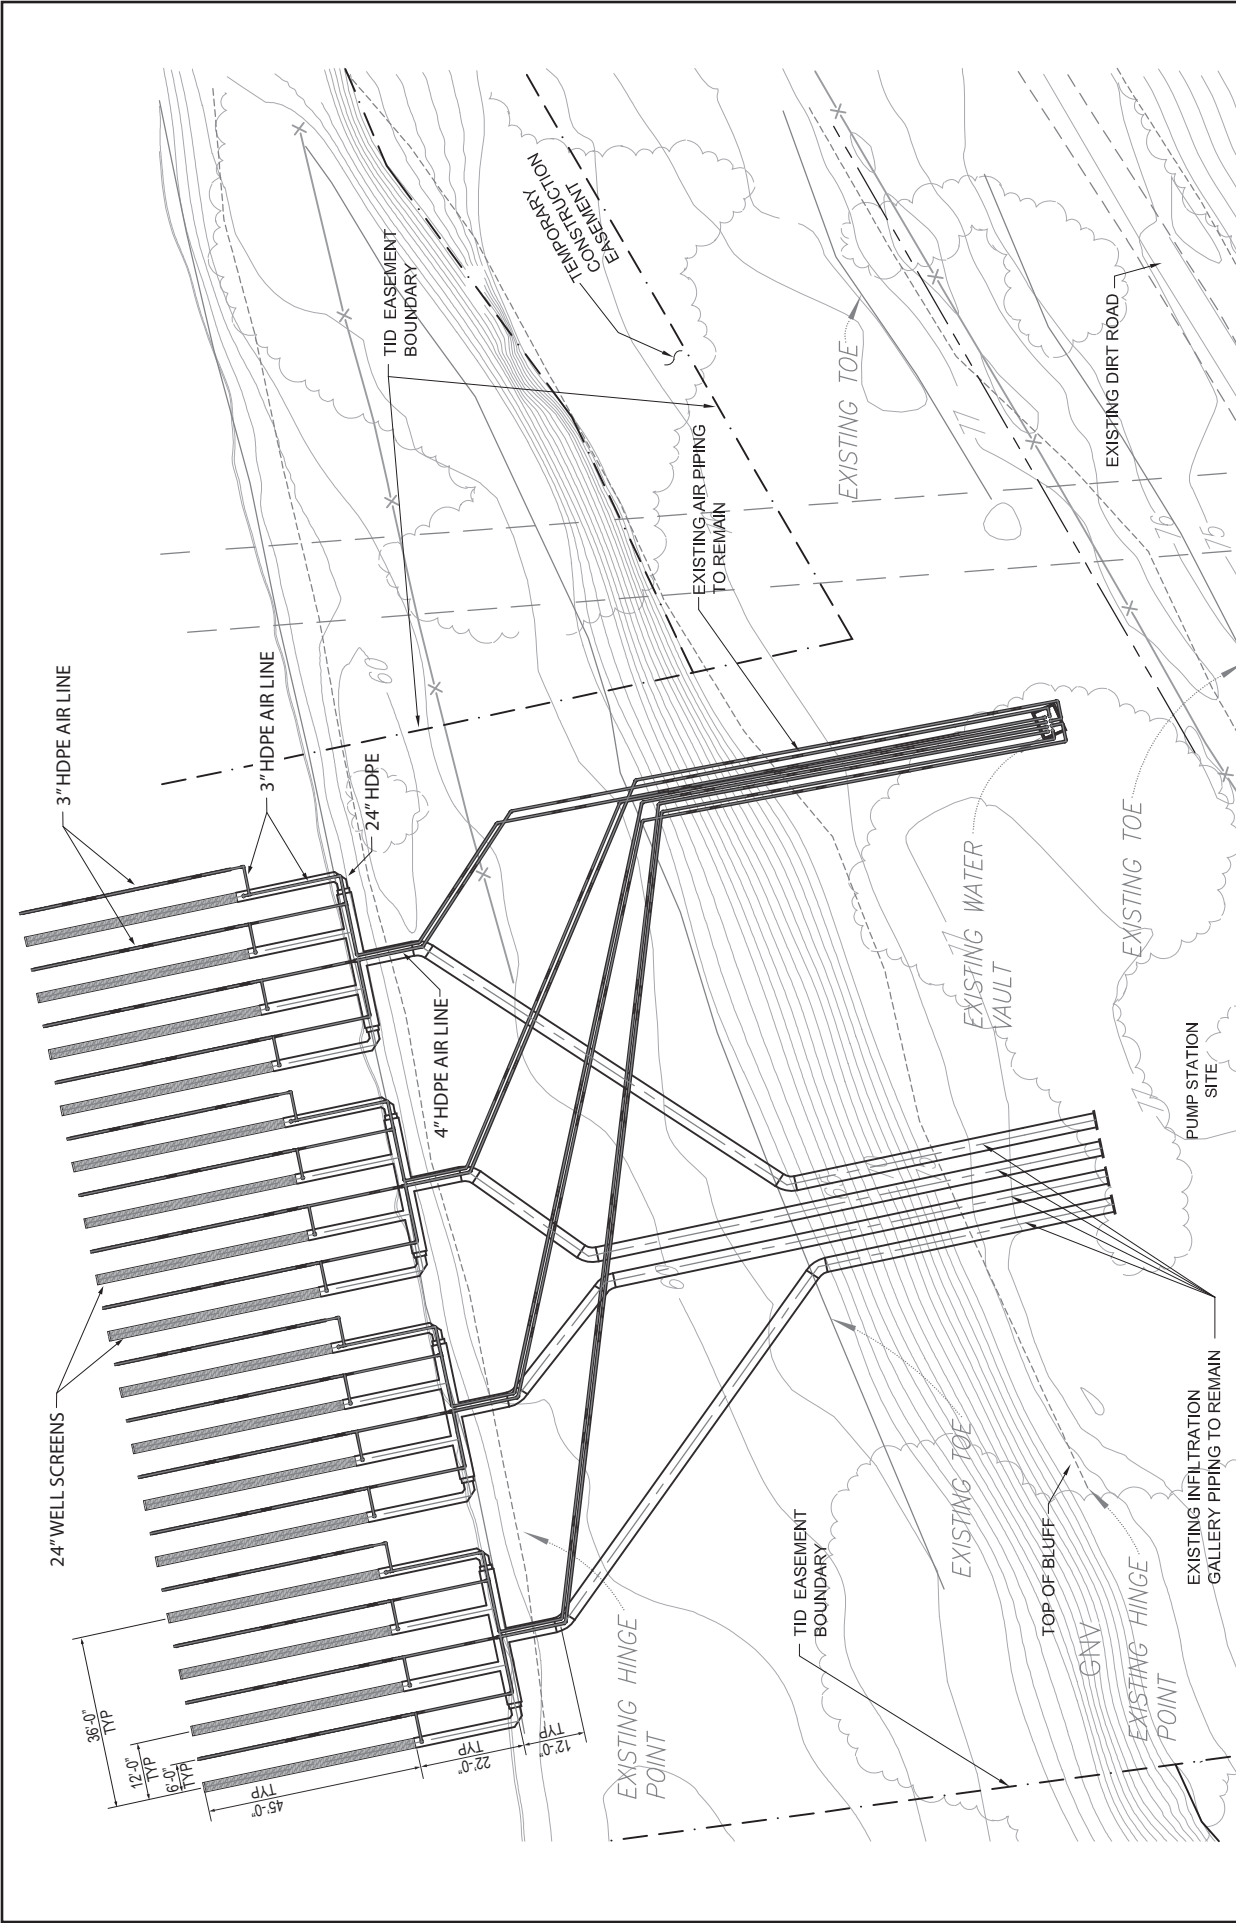 24" WELL SCREENS
3" HDPE AIR LINE
3" HDPE AIR LINE
24" HDPE
4" HDPE AIR LINE
36'-0"
TYP
12'-0"
TYP
6'-0"
TYP
45'-0"
TYP
22'-0"
TYP
12'-0"
TYP
TID EASEMENT
BOUNDARY
TEMPORARY
CONSTRUCTION
EASEMENT
EXISTING AIR PIPING
TO REMAIN
EXISTING TOE
EXISTING DIRT ROAD
60
77
76
75
EXISTING HINGE
POINT
TID EASEMENT
BOUNDARY
EXISTING TOE
TOP OF BLUFF
GNV
EXISTING HINGE
POINT
EXISTING INFILTRATION
GALLERY PIPING TO REMAIN
EXISTING WATER
VAULT
EXISTING TOE
PUMP STATION
SITE
77
77
60